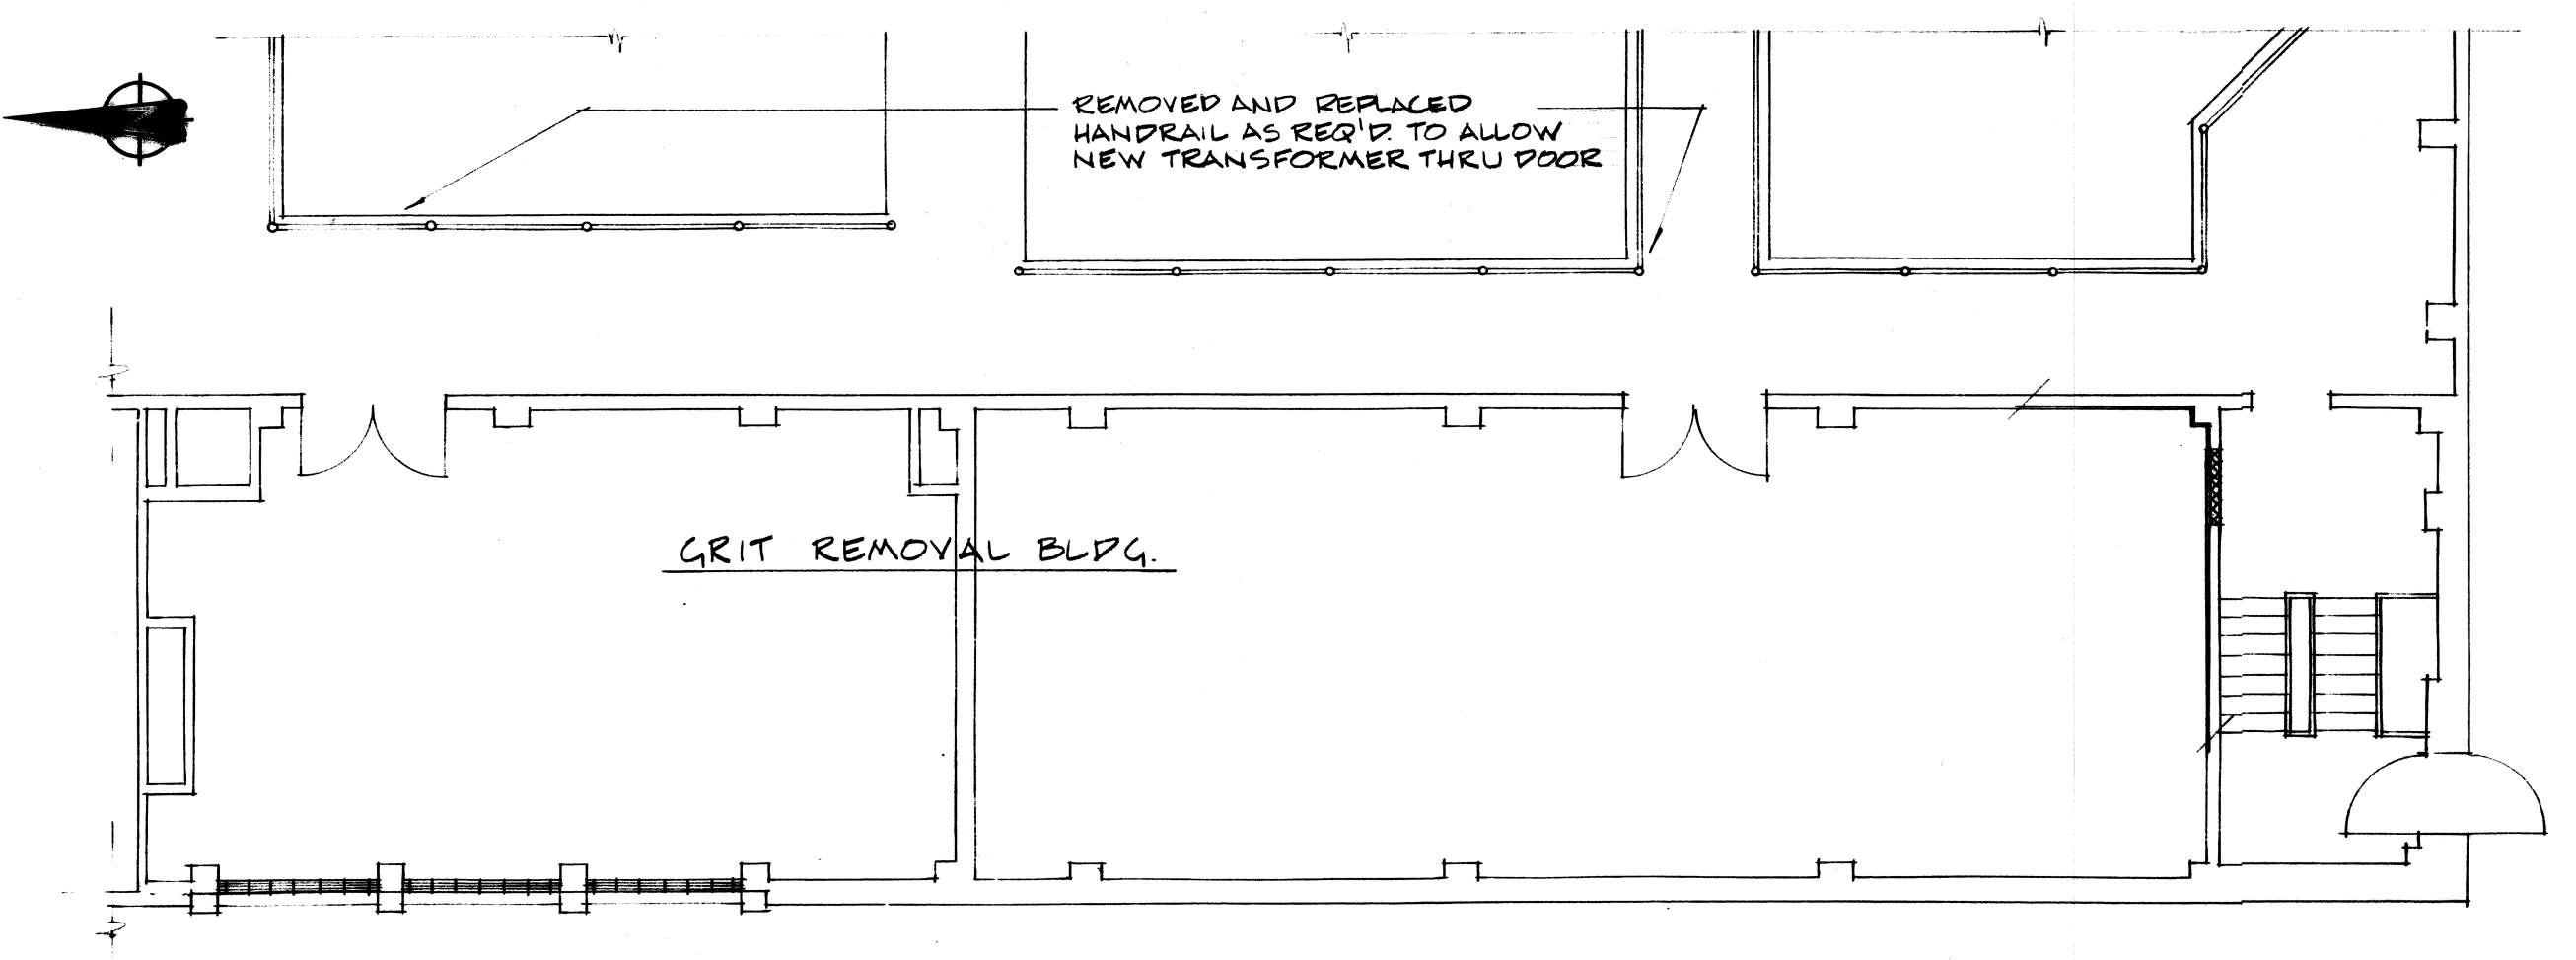 REMOVED AND REPLACED
HANDRAIL AS REQ'D. TO ALLOW
NEW TRANSFORMER THRU DOOR
GRIT REMOVAL BLDG.